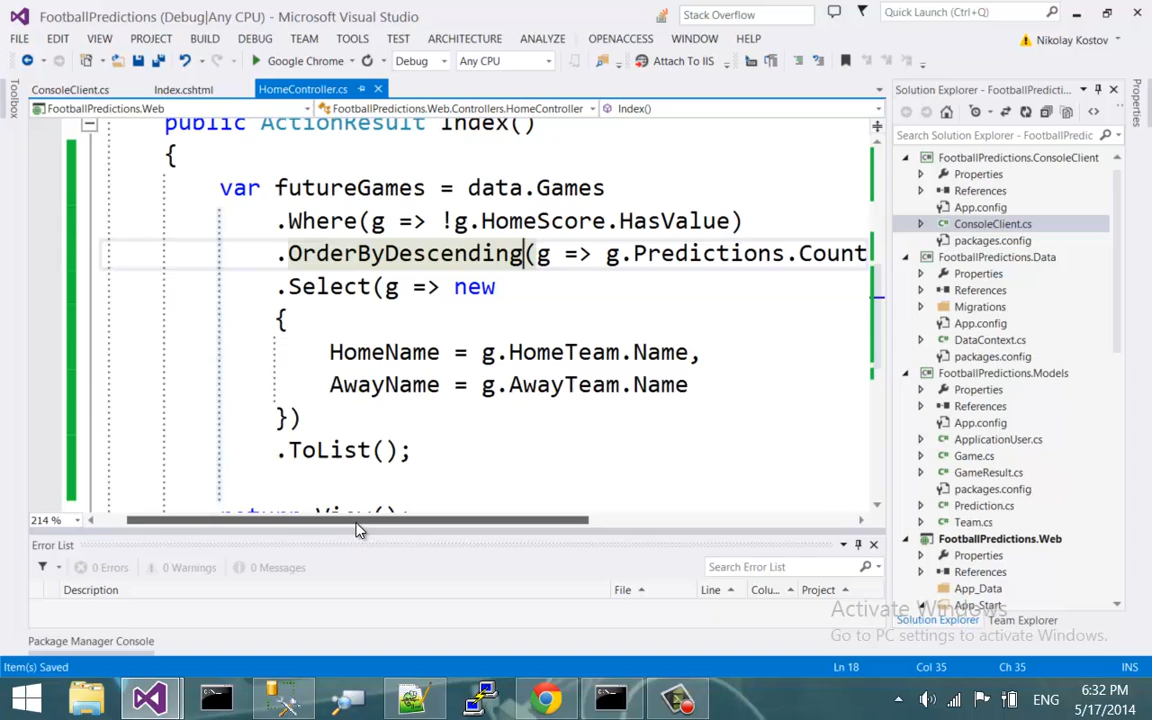 FootballPredictions (Debug|Any CPU) - Microsoft Visual Studio
Stack Overflow
Quick Launch (Ctrl+Q)
FILE EDIT VIEW PROJECT BUILD DEBUG TEAM TOOLS TEST ARCHITECTURE ANALYZE OPENACCESS WINDOW HELP
Nikolay Kostov
Google Chrome Debug Any CPU Attach To IIS
Toolbox
ConsoleClient.cs Index.cshtml HomeController.cs
FootballPredictions.Web FootballPredictions.Web.Controllers.HomeController Index()
public ActionResult Index()
{
var futureGames = data.Games
.Where(g => !g.HomeScore.HasValue)
.OrderByDescending(g => g.Predictions.Count
.Select(g => new
{
HomeName = g.HomeTeam.Name,
AwayName = g.AwayTeam.Name
})
.ToList();
return View();
214 %
Error List
0 Errors 0 Warnings 0 Messages
Search Error List
Description File Line Colu... Project
Package Manager Console
Solution Explorer - FootballPredicti...
Search Solution Explorer - FootballPredic
FootballPredictions.ConsoleClient
Properties
References
App.config
ConsoleClient.cs
packages.config
FootballPredictions.Data
Properties
References
Migrations
App.config
DataContext.cs
packages.config
FootballPredictions.Models
Properties
References
App.config
ApplicationUser.cs
Game.cs
GameResult.cs
packages.config
Prediction.cs
Team.cs
FootballPredictions.Web
Properties
References
App_Data
App_Start
Solution Explorer Team Explorer
Properties
Activate Windows
Go to PC settings to activate Windows.
Item(s) Saved
Ln 18 Col 35 Ch 35 INS
ENG
6:32 PM
5/17/2014